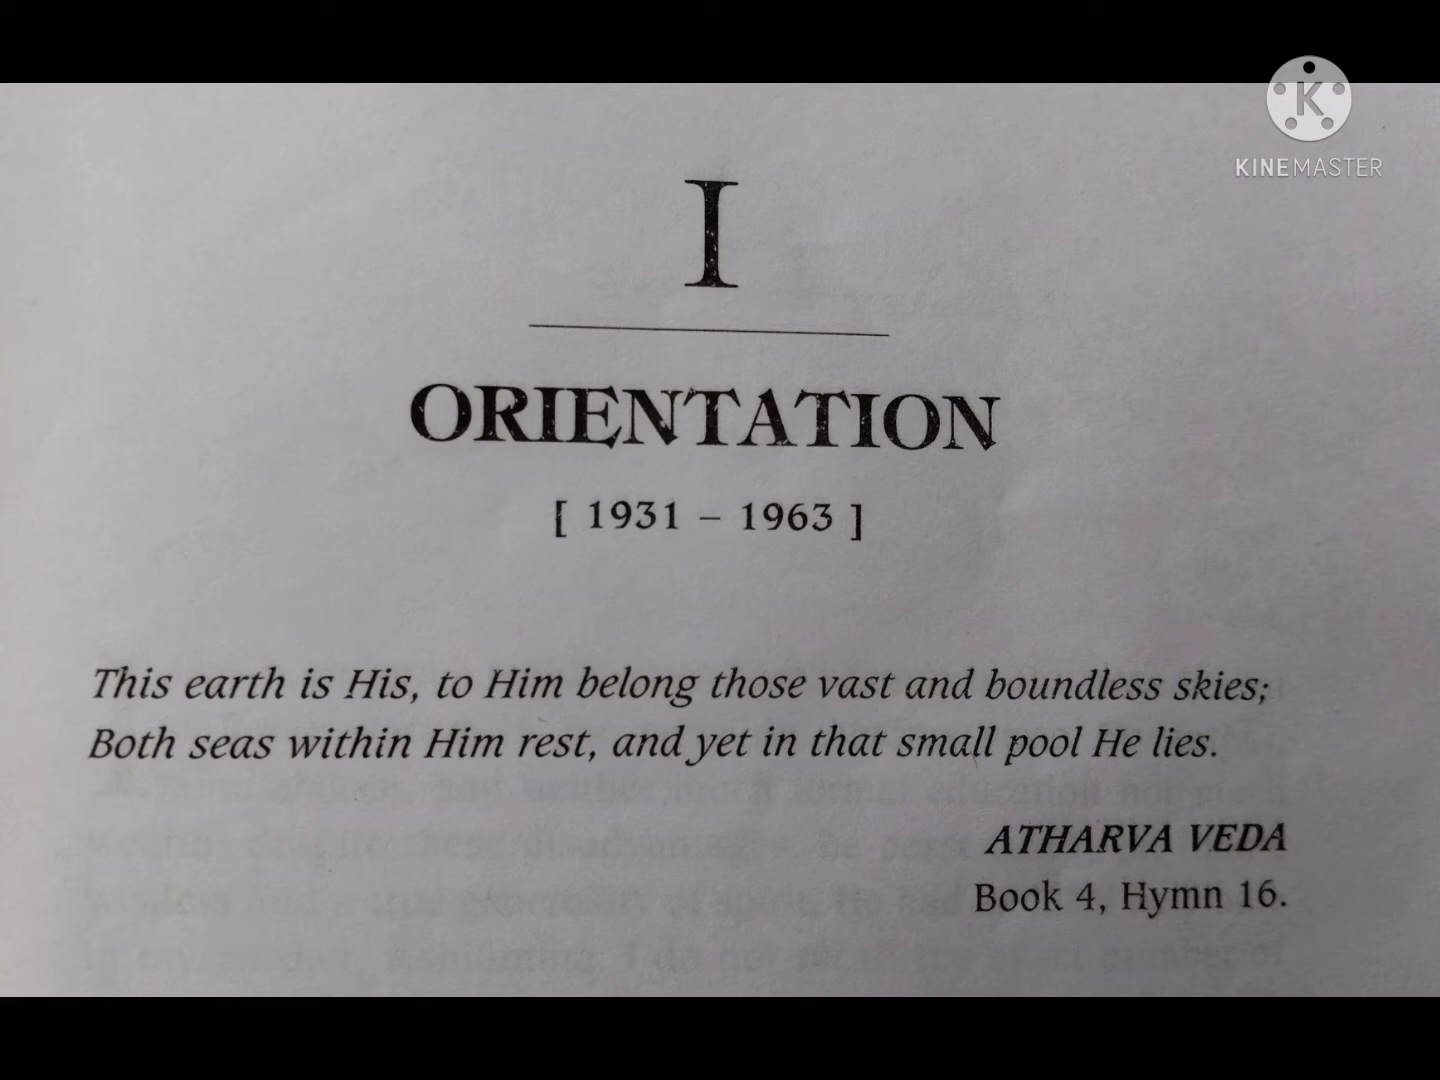 K
KINEMASTER
I
ORIENTATION
[ 1931 – 1963 ]
This earth is His, to Him belong those vast and boundless skies;
Both seas within Him rest, and yet in that small pool He lies.
ATHARVA VEDA
Book 4, Hymn 16.